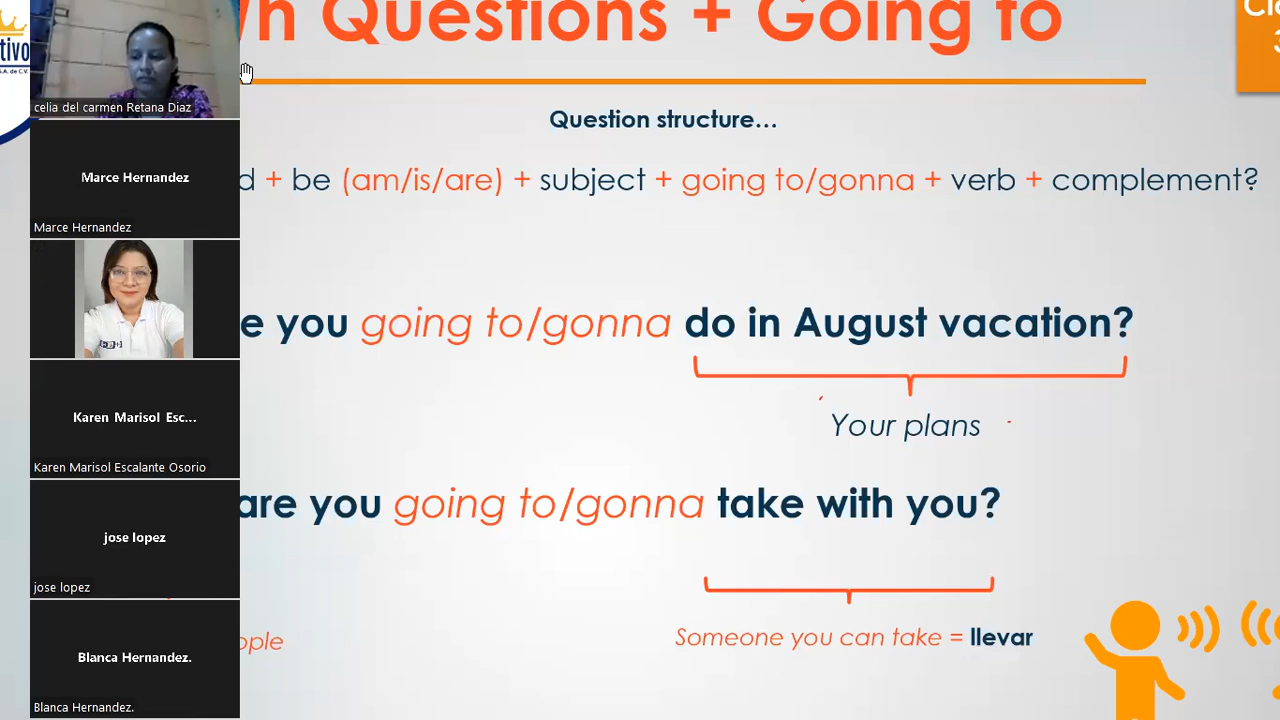 Wh Questions + Going to
tivo
S.A. de C.V.
celia del carmen Retana Diaz
Question structure…
Marce Hernandez
Marce Hernandez
d + be (am/is/are) + subject + going to/gonna + verb + complement?
e you going to/gonna do in August vacation?
Your plans
Karen Marisol Esc...
Karen Marisol Escalante Osorio
are you going to/gonna take with you?
jose lopez
jose lopez
ople
Someone you can take = llevar
Blanca Hernandez.
Blanca Hernandez.